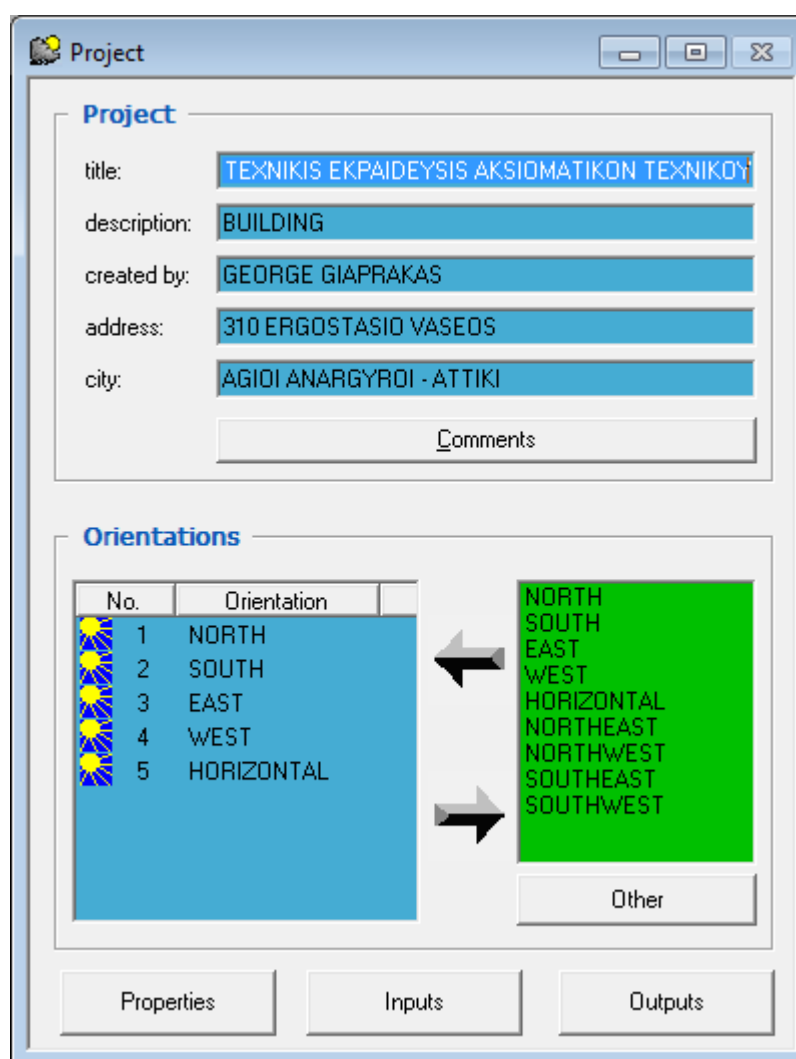 Project
Project
title: TEXNIKIS EKPAIDEYSIS AKSIOMATIKON TEXNIKOY
description: BUILDING
created by: GEORGE GIAPRAKAS
address: 310 ERGOSTASIO VASEOS
city: AGIOI ANARGYROI - ATTIKI
Comments
Orientations
No. Orientation
1 NORTH
2 SOUTH
3 EAST
4 WEST
5 HORIZONTAL
NORTH
SOUTH
EAST
WEST
HORIZONTAL
NORTHEAST
NORTHWEST
SOUTHEAST
SOUTHWEST
Other
Properties Inputs Outputs